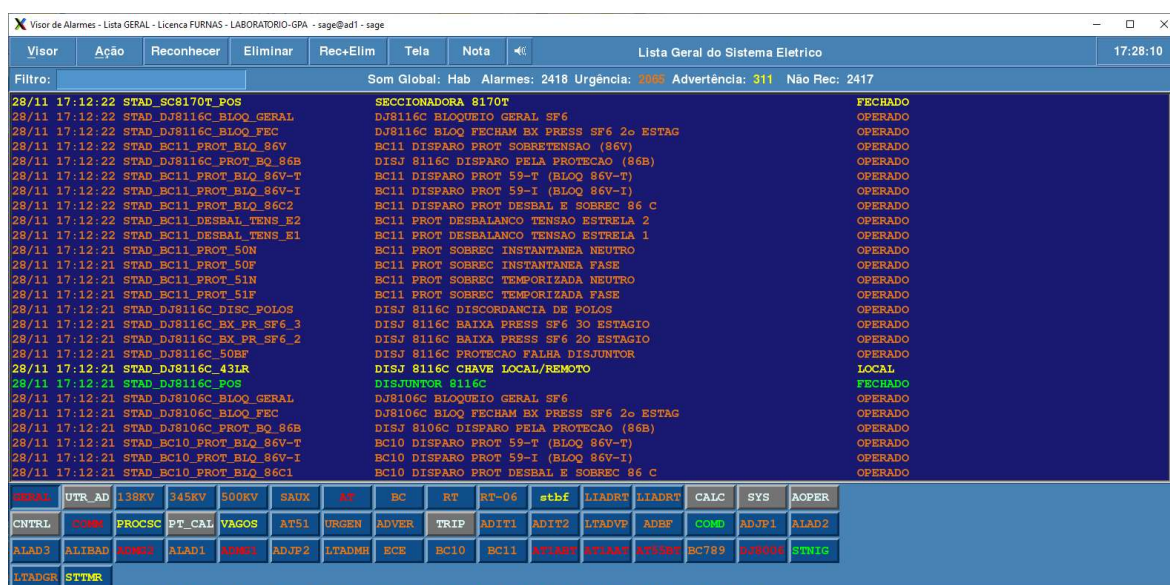 Visor de Alarmes - Lista GERAL - Licenca FURNAS - LABORATORIO-GPA - sage@ad1 - sage
Visor Ação Reconhecer Eliminar Rec+Elim Tela Nota Lista Geral do Sistema Eletrico 17:28:10
Filtro: Som Global: Hab Alarmes: 2418 Urgência: 2065 Advertência: 311 Não Rec: 2417
28/11 17:12:22 STAD_SC8170T_POS SECCIONADORA 8170T FECHADO
28/11 17:12:22 STAD_DJ8116C_BLOQ_GERAL DJ8116C BLOQUEIO GERAL SF6 OPERADO
28/11 17:12:22 STAD_DJ8116C_BLOQ_FEC DJ8116C BLOQ FECHAM BX PRESS SF6 2o ESTAG OPERADO
28/11 17:12:22 STAD_BC11_PROT_BLQ_86V BC11 DISPARO PROT SOBRETENSAO (86V) OPERADO
28/11 17:12:22 STAD_DJ8116C_PROT_BQ_86B DISJ 8116C DISPARO PELA PROTECAO (86B) OPERADO
28/11 17:12:22 STAD_BC11_PROT_BLQ_86V-T BC11 DISPARO PROT 59-T (BLOQ 86V-T) OPERADO
28/11 17:12:22 STAD_BC11_PROT_BLQ_86V-I BC11 DISPARO PROT 59-I (BLOQ 86V-I) OPERADO
28/11 17:12:22 STAD_BC11_PROT_BLQ_86C2 BC11 DISPARO PROT DESBAL E SOBREC 86 C OPERADO
28/11 17:12:22 STAD_BC11_DESBAL_TENS_E2 BC11 PROT DESBALANCO TENSAO ESTRELA 2 OPERADO
28/11 17:12:22 STAD_BC11_DESBAL_TENS_E1 BC11 PROT DESBALANCO TENSAO ESTRELA 1 OPERADO
28/11 17:12:21 STAD_BC11_PROT_50N BC11 PROT SOBREC INSTANTANEA NEUTRO OPERADO
28/11 17:12:21 STAD_BC11_PROT_50F BC11 PROT SOBREC INSTANTANEA FASE OPERADO
28/11 17:12:21 STAD_BC11_PROT_51N BC11 PROT SOBREC TEMPORIZADA NEUTRO OPERADO
28/11 17:12:21 STAD_BC11_PROT_51F BC11 PROT SOBREC TEMPORIZADA FASE OPERADO
28/11 17:12:21 STAD_DJ8116C_DISC_POLOS DISJ 8116C DISCORDANCIA DE POLOS OPERADO
28/11 17:12:21 STAD_DJ8116C_BX_PR_SF6_3 DISJ 8116C BAIXA PRESS SF6 3O ESTAGIO OPERADO
28/11 17:12:21 STAD_DJ8116C_BX_PR_SF6_2 DISJ 8116C BAIXA PRESS SF6 2O ESTAGIO OPERADO
28/11 17:12:21 STAD_DJ8116C_50BF DISJ 8116C PROTECAO FALHA DISJUNTOR OPERADO
28/11 17:12:21 STAD_DJ8116C_43LR DISJ 8116C CHAVE LOCAL/REMOTO LOCAL
28/11 17:12:21 STAD_DJ8116C_POS DISJUNTOR 8116C FECHADO
28/11 17:12:21 STAD_DJ8106C_BLOQ_GERAL DJ8106C BLOQUEIO GERAL SF6 OPERADO
28/11 17:12:21 STAD_DJ8106C_BLOQ_FEC DJ8106C BLOQ FECHAM BX PRESS SF6 2o ESTAG OPERADO
28/11 17:12:21 STAD_DJ8106C_PROT_BQ_86B DISJ 8106C DISPARO PELA PROTECAO (86B) OPERADO
28/11 17:12:21 STAD_BC10_PROT_BLQ_86V-T BC10 DISPARO PROT 59-T (BLOQ 86V-T) OPERADO
28/11 17:12:21 STAD_BC10_PROT_BLQ_86V-I BC10 DISPARO PROT 59-I (BLOQ 86V-I) OPERADO
28/11 17:12:21 STAD_BC10_PROT_BLQ_86C1 BC10 DISPARO PROT DESBAL E SOBREC 86 C OPERADO
GERAL UTR_AD 138KV 345KV 500KV SAUX AT BC RT RT-06 stbf LIADRT LIADRT CALC SYS AOPER
CNTRL COMN PROCSC PT_CAL VAGOS AT51 URGEN ADVER TRIP ADIT1 ADIT2 LTADVP ADBF COMD ADJP1 ALAD2
ALAD3 ALIBAD ALAD1 ADJP2 LTADMH ECE BC10 BC11 BC789 STNIG
LTADGR STTMR